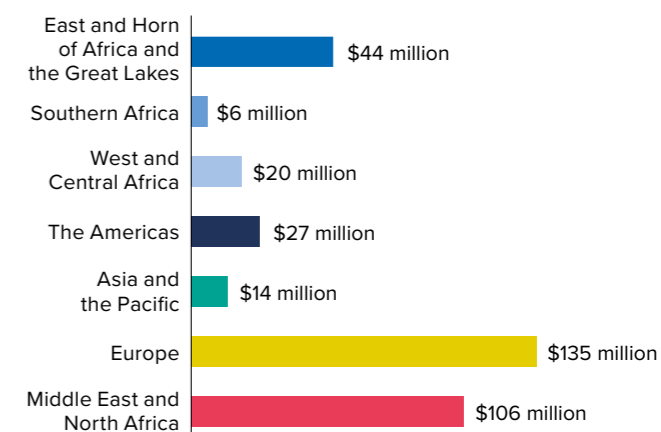 East and Horn
of Africa and
the Great Lakes
$44 million
Southern Africa
$6 million
West and
Central Africa
$20 million
The Americas
$27 million
Asia and
the Pacific
$14 million
Europe
$135 million
Middle East and
North Africa
$106 million